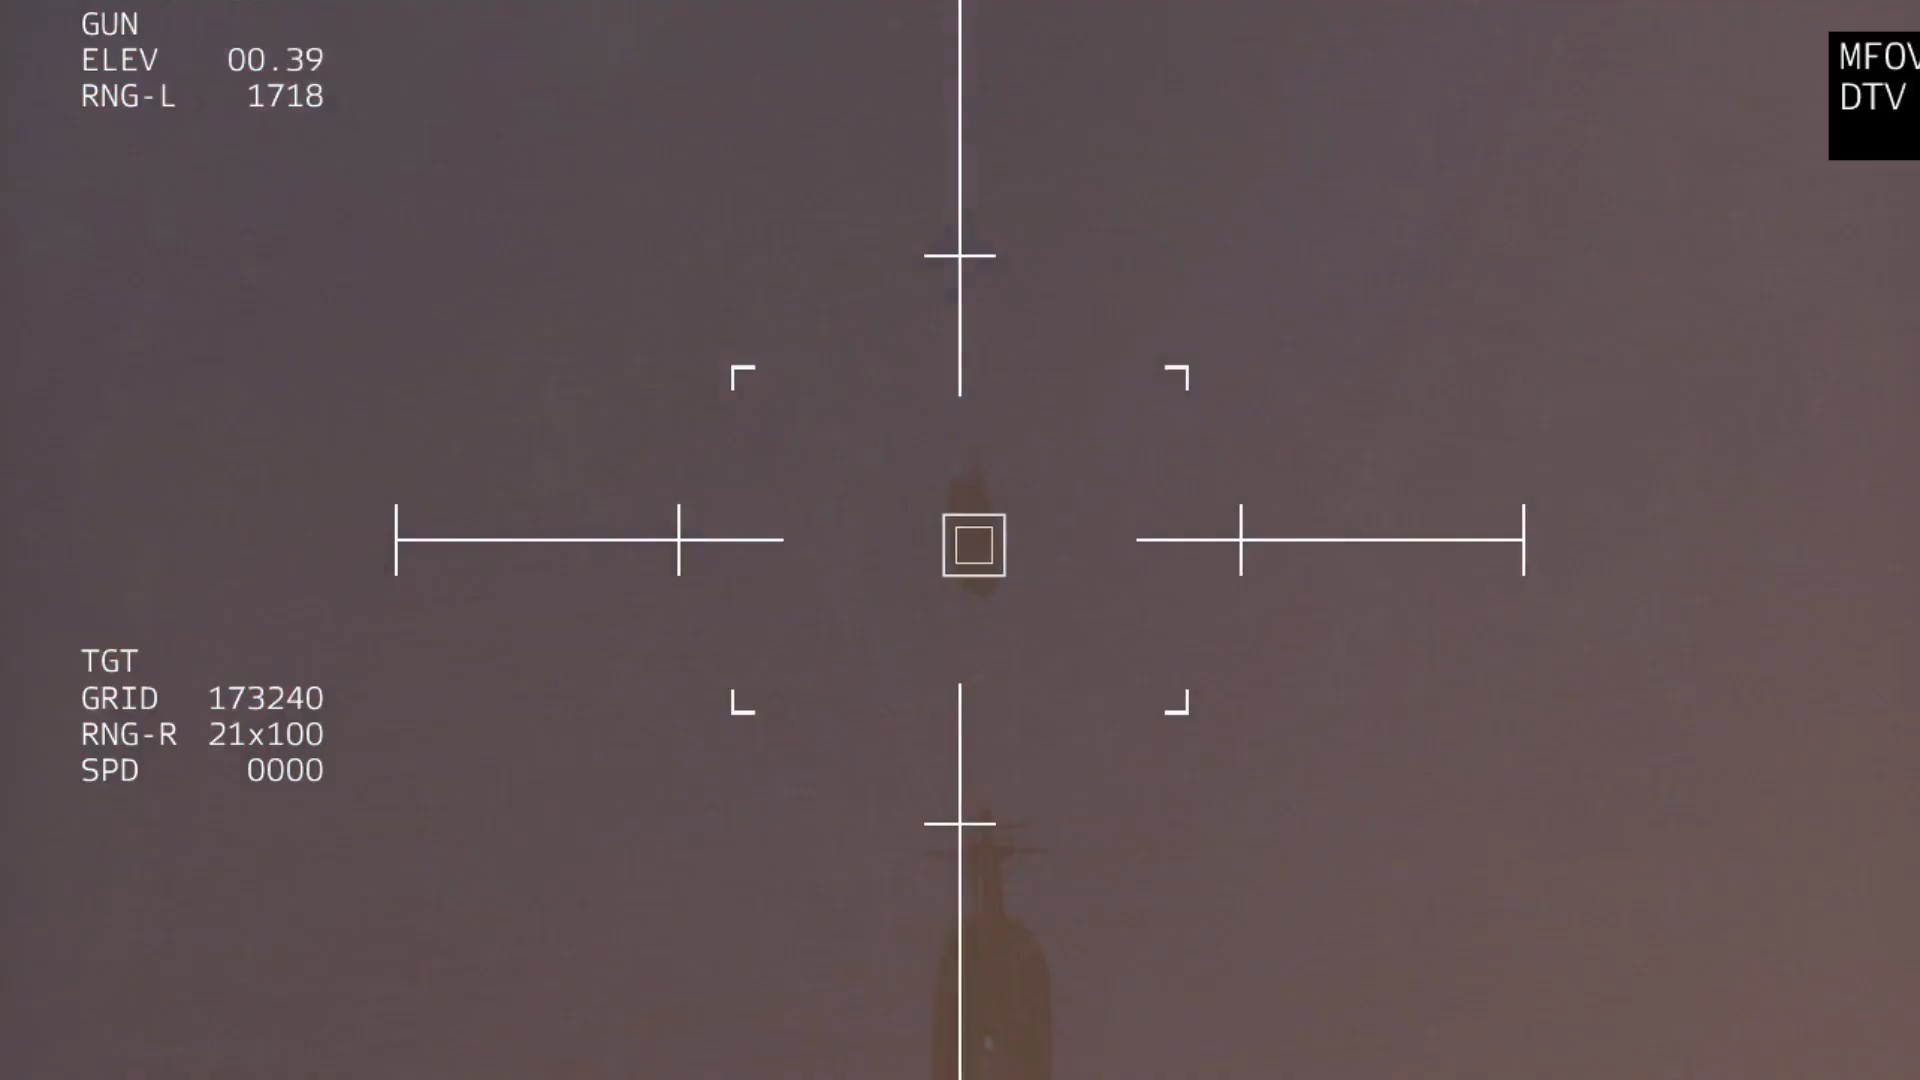 GUN
ELEV 00.39
RNG-L 1718
MFOV
DTV
TGT
GRID 173240
RNG-R 21x100
SPD 0000